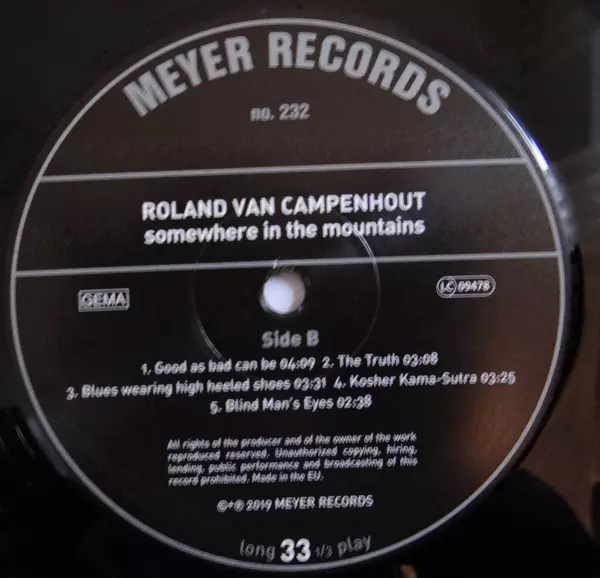 MEYER RECORDS
no. 232
ROLAND VAN CAMPENHOUT
somewhere in the mountains
GEMA
LC 09478
Side B
1. Good as bad can be 04:09 2. The Truth 03:08
3. Blues wearing high heeled shoes 03:31 4. Kosher Kama-Sutra 03:25
5. Blind Man's Eyes 02:38
All rights of the producer and of the owner of the work
reproduced reserved. Unauthorized copying, hiring,
lending, public performance and broadcasting of this
record prohibited. Made in the EU.
©+℗ 2019 MEYER RECORDS
long 33 1/3 play